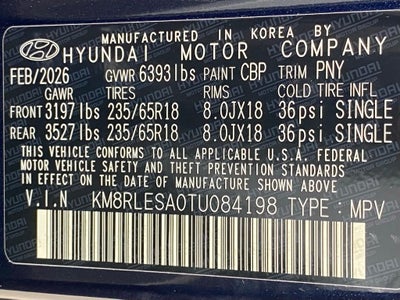 MANUFACTURED IN KOREA BY
HYUNDAI MOTOR COMPANY
FEB/2026 GVWR 6393lbs PAINT CBP TRIM PNY
GAWR TIRES RIMS COLD TIRE INFL.
FRONT 3197lbs 235/65R18 8.0JX18 36psi SINGLE
REAR 3527lbs 235/65R18 8.0JX18 36psi SINGLE
THIS VEHICLE CONFORMS TO ALL APPLICABLE U.S.A. FEDERAL
MOTOR VEHICLE SAFETY AND THEFT PREVENTION STANDARDS
IN EFFECT ON THE DATE OF MANUFACTURE SHOWN ABOVE
V.I.N KM8RLESA0TU084198 TYPE: MPV